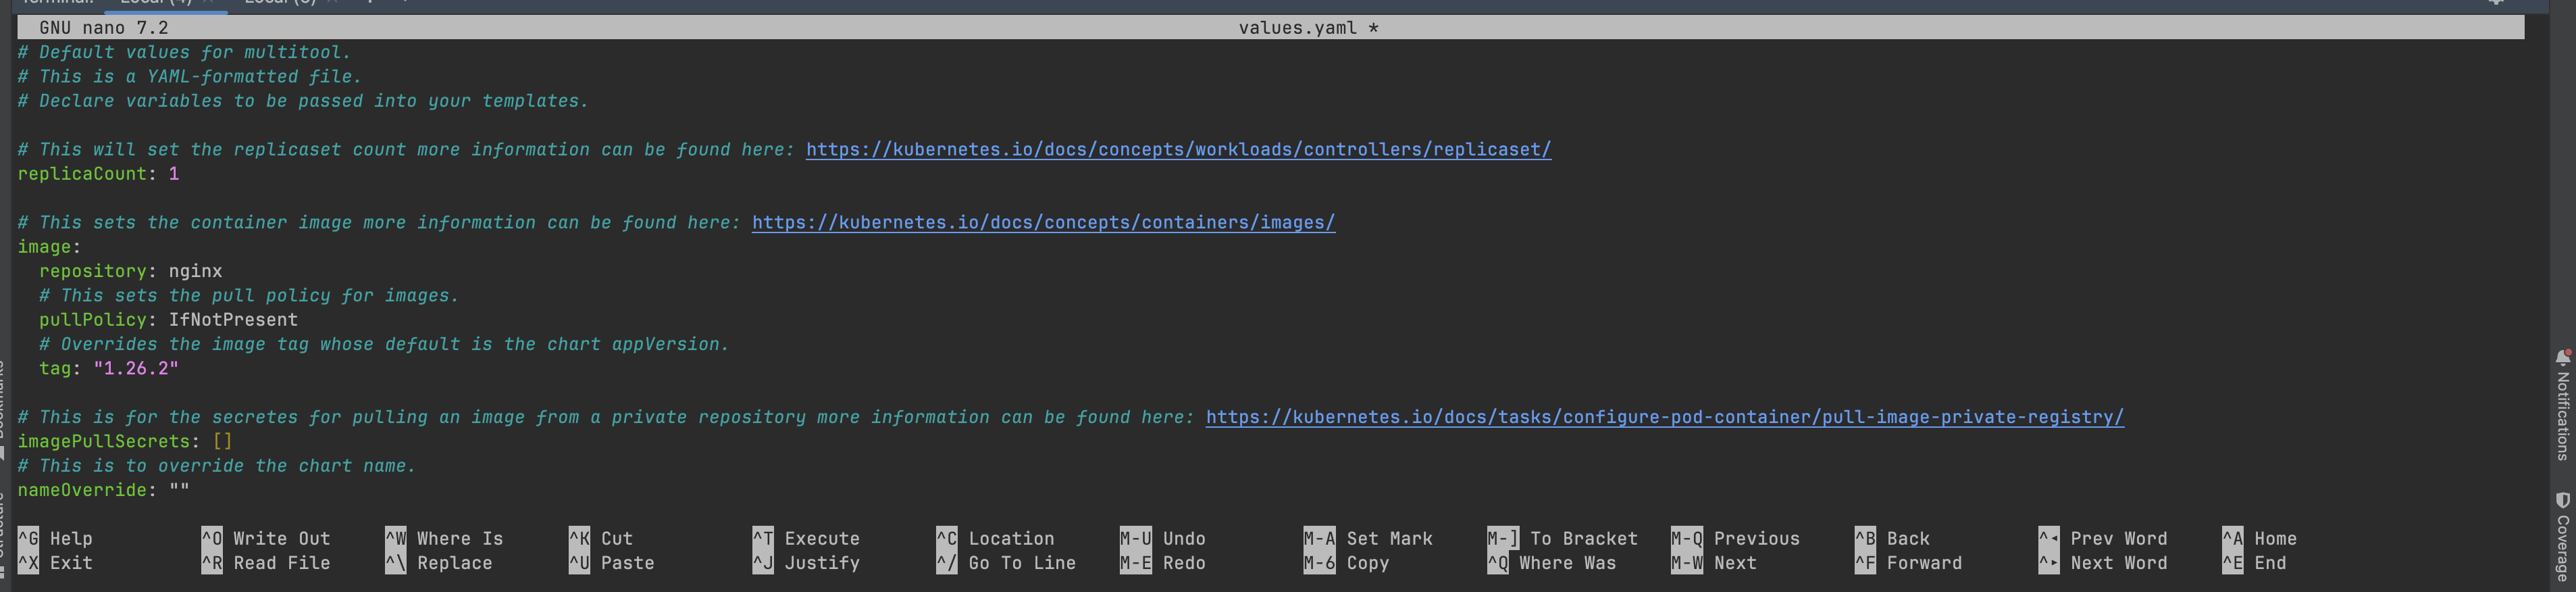 GNU nano 7.2 values.yaml *
# Default values for multitool.
# This is a YAML-formatted file.
# Declare variables to be passed into your templates.
# This will set the replicaset count more information can be found here: https://kubernetes.io/docs/concepts/workloads/controllers/replicaset/
replicaCount: 1
# This sets the container image more information can be found here: https://kubernetes.io/docs/concepts/containers/images/
image:
  repository: nginx
  # This sets the pull policy for images.
  pullPolicy: IfNotPresent
  # Overrides the image tag whose default is the chart appVersion.
  tag: "1.26.2"
# This is for the secretes for pulling an image from a private repository more information can be found here: https://kubernetes.io/docs/tasks/configure-pod-container/pull-image-private-registry/
imagePullSecrets: []
# This is to override the chart name.
nameOverride: ""
^G Help ^O Write Out ^W Where Is ^K Cut ^T Execute ^C Location M-U Undo M-A Set Mark M-] To Bracket M-Q Previous ^B Back ^◂ Prev Word ^A Home
^X Exit ^R Read File ^\ Replace ^U Paste ^J Justify ^/ Go To Line M-E Redo M-6 Copy ^Q Where Was M-W Next ^F Forward ^▸ Next Word ^E End
Notifications
Coverage